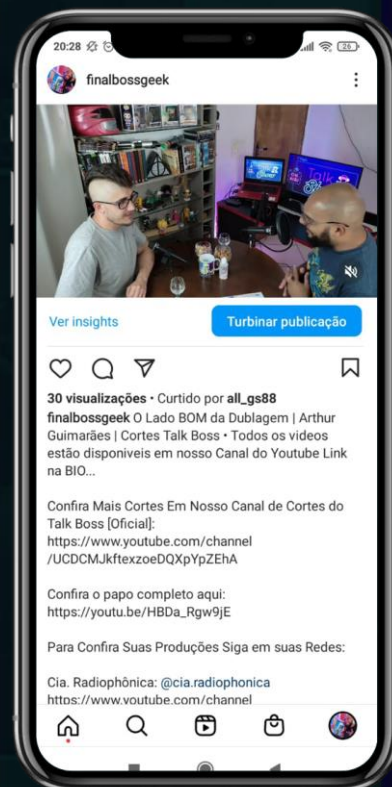 20:28 26
finalbossgeek
Talk
Ver insights Turbinar publicação
30 visualizações • Curtido por all_gs88
finalbossgeek O Lado BOM da Dublagem | Arthur
Guimarães | Cortes Talk Boss • Todos os videos
estão disponiveis em nosso Canal do Youtube Link
na BIO...
Confira Mais Cortes Em Nosso Canal de Cortes do
Talk Boss [Oficial]:
https://www.youtube.com/channel
/UCDCMJkftexzoeDQXpYpZEhA
Confira o papo completo aqui:
https://youtu.be/HBDa_Rgw9jE
Para Confira Suas Produções Siga em suas Redes:
Cia. Radiophônica: @cia.radiophonica
https://www.youtube.com/channel